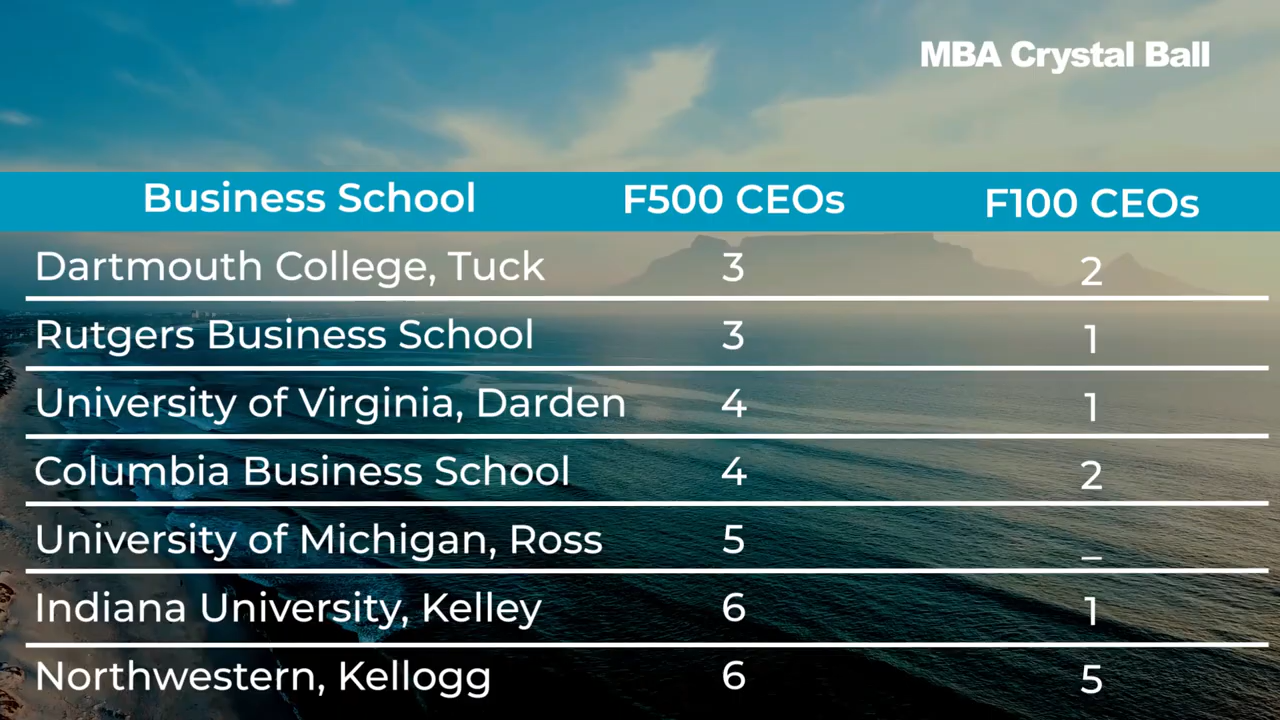 MBA Crystal Ball
Business School F500 CEOs F100 CEOs
Dartmouth College, Tuck 3 2
Rutgers Business School 3 1
University of Virginia, Darden 4 1
Columbia Business School 4 2
University of Michigan, Ross 5 _
Indiana University, Kelley 6 1
Northwestern, Kellogg 6 5